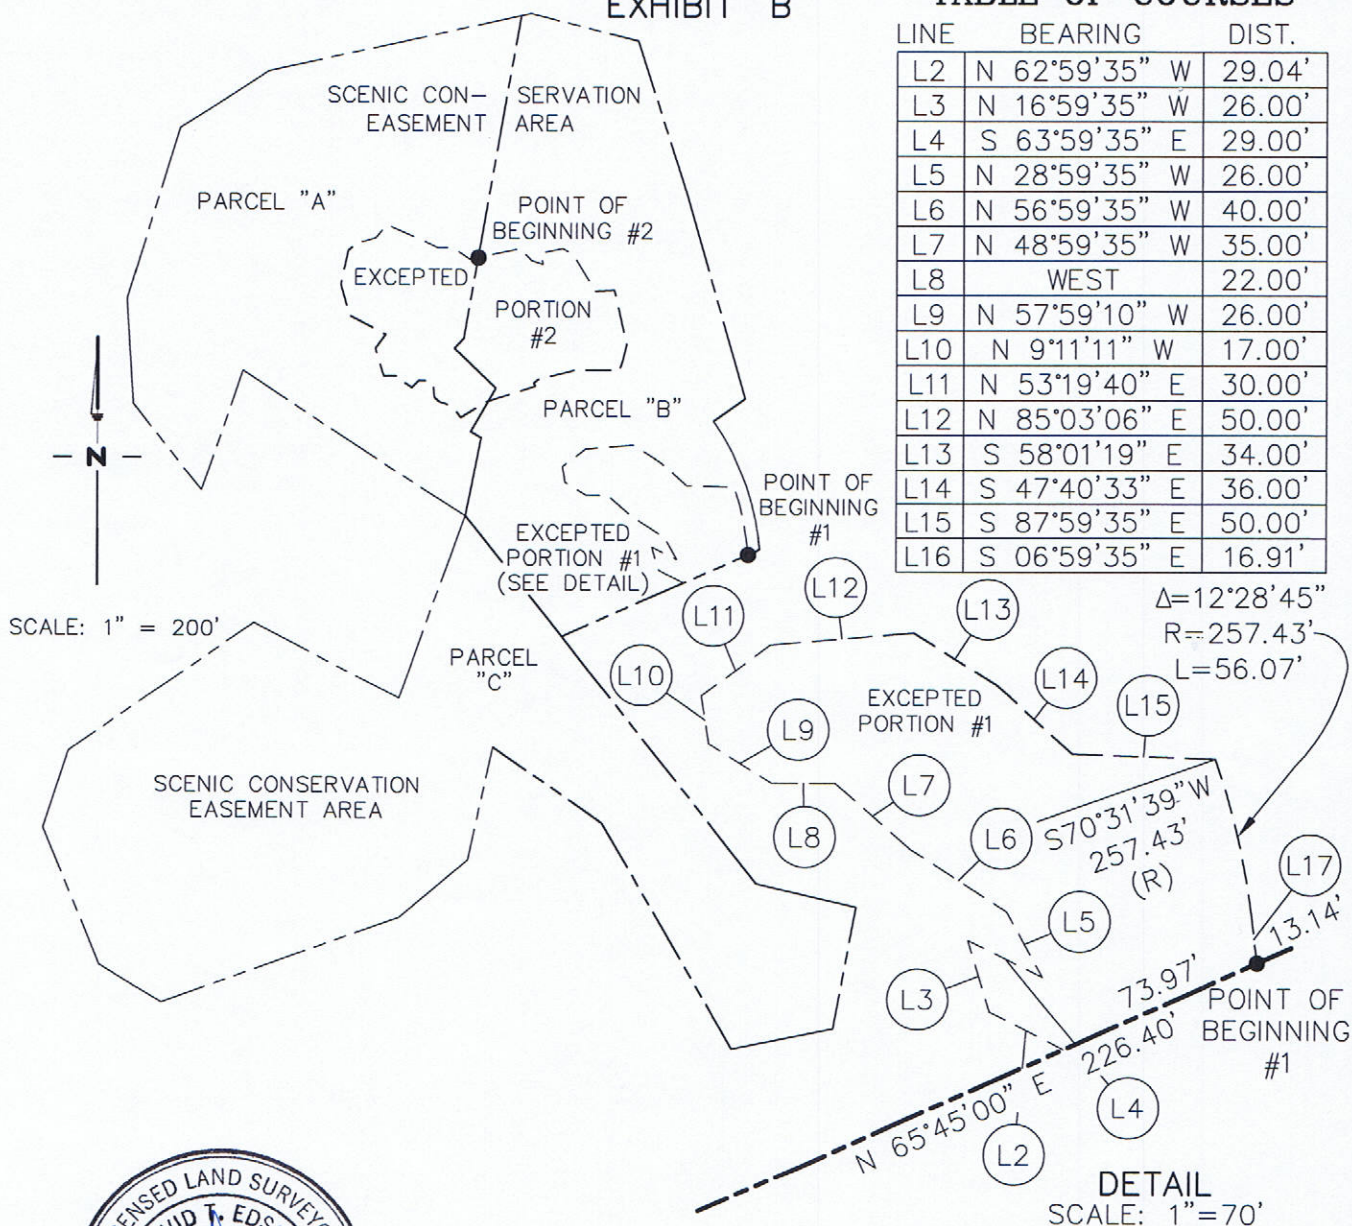 EXHIBIT "B"
TABLE OF COURSES
LINE BEARING DIST.
L2 N 62°59'35" W 29.04'
L3 N 16°59'35" W 26.00'
L4 S 63°59'35" E 29.00'
L5 N 28°59'35" W 26.00'
L6 N 56°59'35" W 40.00'
L7 N 48°59'35" W 35.00'
L8 WEST 22.00'
L9 N 57°59'10" W 26.00'
L10 N 9°11'11" W 17.00'
L11 N 53°19'40" E 30.00'
L12 N 85°03'06" E 50.00'
L13 S 58°01'19" E 34.00'
L14 S 47°40'33" E 36.00'
L15 S 87°59'35" E 50.00'
L16 S 06°59'35" E 16.91'
SCENIC CON- SERVATION
EASEMENT AREA
PARCEL "A"
POINT OF
BEGINNING #2
EXCEPTED
PORTION
#2
PARCEL "B"
N
POINT OF
BEGINNING
#1
EXCEPTED
PORTION #1
(SEE DETAIL)
SCALE: 1" = 200'
PARCEL
"C"
SCENIC CONSERVATION
EASEMENT AREA
Δ=12°28'45"
R=257.43'
L=56.07'
L12
L13
L11
L10
L14
L15
EXCEPTED
PORTION #1
L9
L7
L8
L6
S70°31'39"W
257.43'
(R)
L17
L5
13.14'
L3
73.97'
POINT OF
BEGINNING
#1
226.40'
N 65°45'00" E
L4
L2
DETAIL
SCALE: 1"=70'